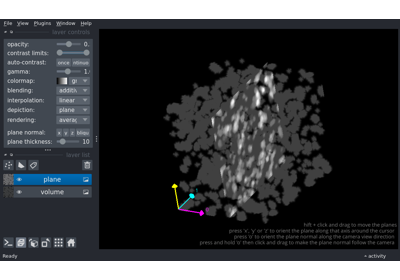 File View Plugins Window Help
layer controls
opacity: 0.
contrast limits:
auto-contrast: once
gamma: 1.
colormap: gr
blending: additiv
interpolation: linear
depiction: plane
rendering: averag
plane normal: x y z
plane thickness: 10
layer list
plane
volume
shift + click and drag to move the plane
press 'x', 'y' or 'z' to orient the plane along that axis around the cursor
press 'o' to orient the plane normal along the camera view direction
press and hold 'o' then click and drag to make the plane normal follow the camera
Ready
activity